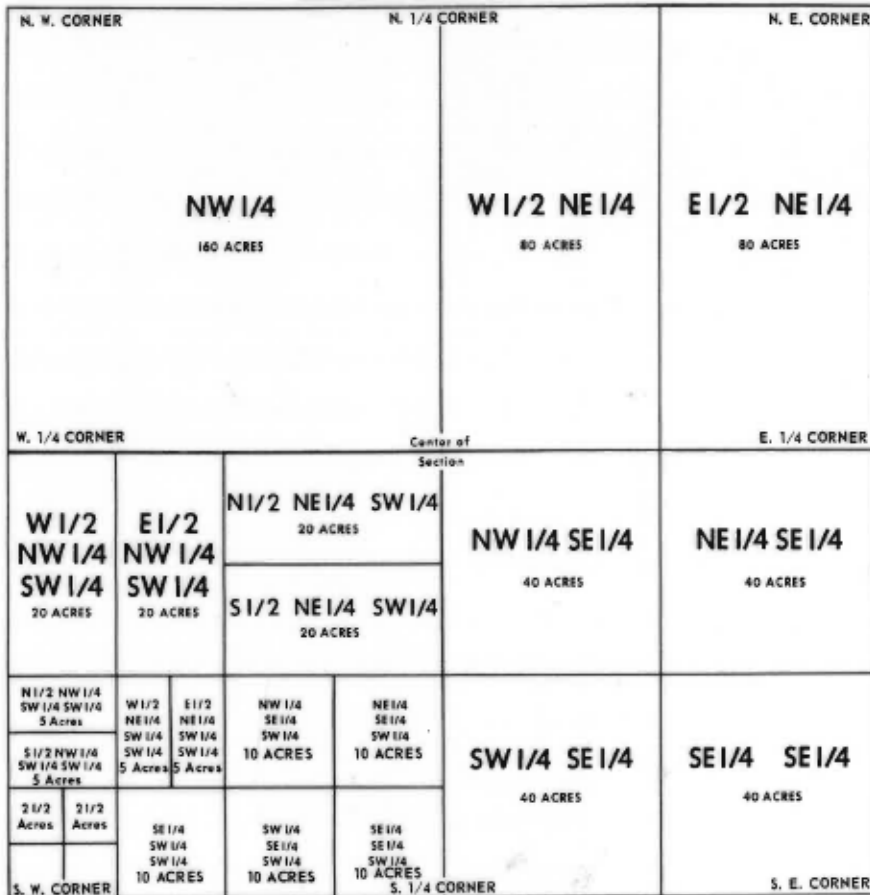 N. W. CORNER
N. 1/4 CORNER
N. E. CORNER
NW 1/4
160 ACRES
W 1/2 NE 1/4
80 ACRES
E 1/2 NE 1/4
80 ACRES
W. 1/4 CORNER
Center of
Section
E. 1/4 CORNER
W 1/2
NW 1/4
SW 1/4
20 ACRES
E 1/2
NW 1/4
SW 1/4
20 ACRES
N 1/2 NE 1/4 SW 1/4
20 ACRES
S 1/2 NE 1/4 SW 1/4
20 ACRES
NW 1/4 SE 1/4
40 ACRES
NE 1/4 SE 1/4
40 ACRES
N 1/2 NW 1/4
SW 1/4 SW 1/4
5 Acres
S 1/2 NW 1/4
SW 1/4 SW 1/4
5 Acres
W 1/2
NE 1/4
SW 1/4
SW 1/4
5 Acres
E 1/2
NE 1/4
SW 1/4
SW 1/4
5 Acres
NW 1/4
SE 1/4
SW 1/4
10 ACRES
NE 1/4
SE 1/4
SW 1/4
10 ACRES
SW 1/4 SE 1/4
40 ACRES
SE 1/4 SE 1/4
40 ACRES
2 1/2
Acres
2 1/2
Acres
SE 1/4
SW 1/4
SW 1/4
10 ACRES
SW 1/4
SE 1/4
SW 1/4
10 ACRES
SE 1/4
SE 1/4
SW 1/4
10 ACRES
S. W. CORNER
S. 1/4 CORNER
S. E. CORNER